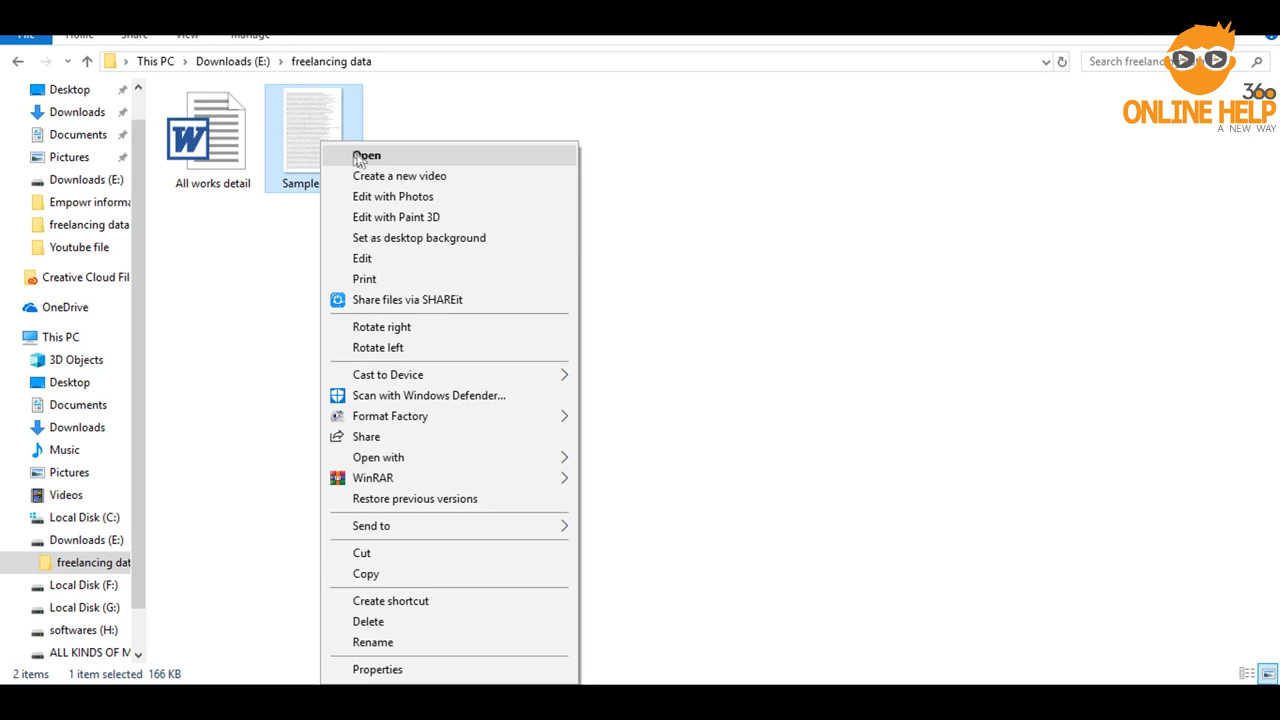 File
Home
Share
View
Manage
This PC
Downloads (E:)
freelancing data
Search freelanc
360
ONLINE HELP
A NEW WAY
Desktop
Downloads
Documents
Pictures
Downloads (E:)
Empowr informa
freelancing data
Youtube file
Creative Cloud Fil
OneDrive
This PC
3D Objects
Desktop
Documents
Downloads
Music
Pictures
Videos
Local Disk (C:)
Downloads (E:)
freelancing dat
Local Disk (F:)
Local Disk (G:)
softwares (H:)
ALL KINDS OF M
W
All works detail
Sample
Open
Create a new video
Edit with Photos
Edit with Paint 3D
Set as desktop background
Edit
Print
Share files via SHAREit
Rotate right
Rotate left
Cast to Device
Scan with Windows Defender...
Format Factory
Share
Open with
WinRAR
Restore previous versions
Send to
Cut
Copy
Create shortcut
Delete
Rename
Properties
2 items
1 item selected 166 KB